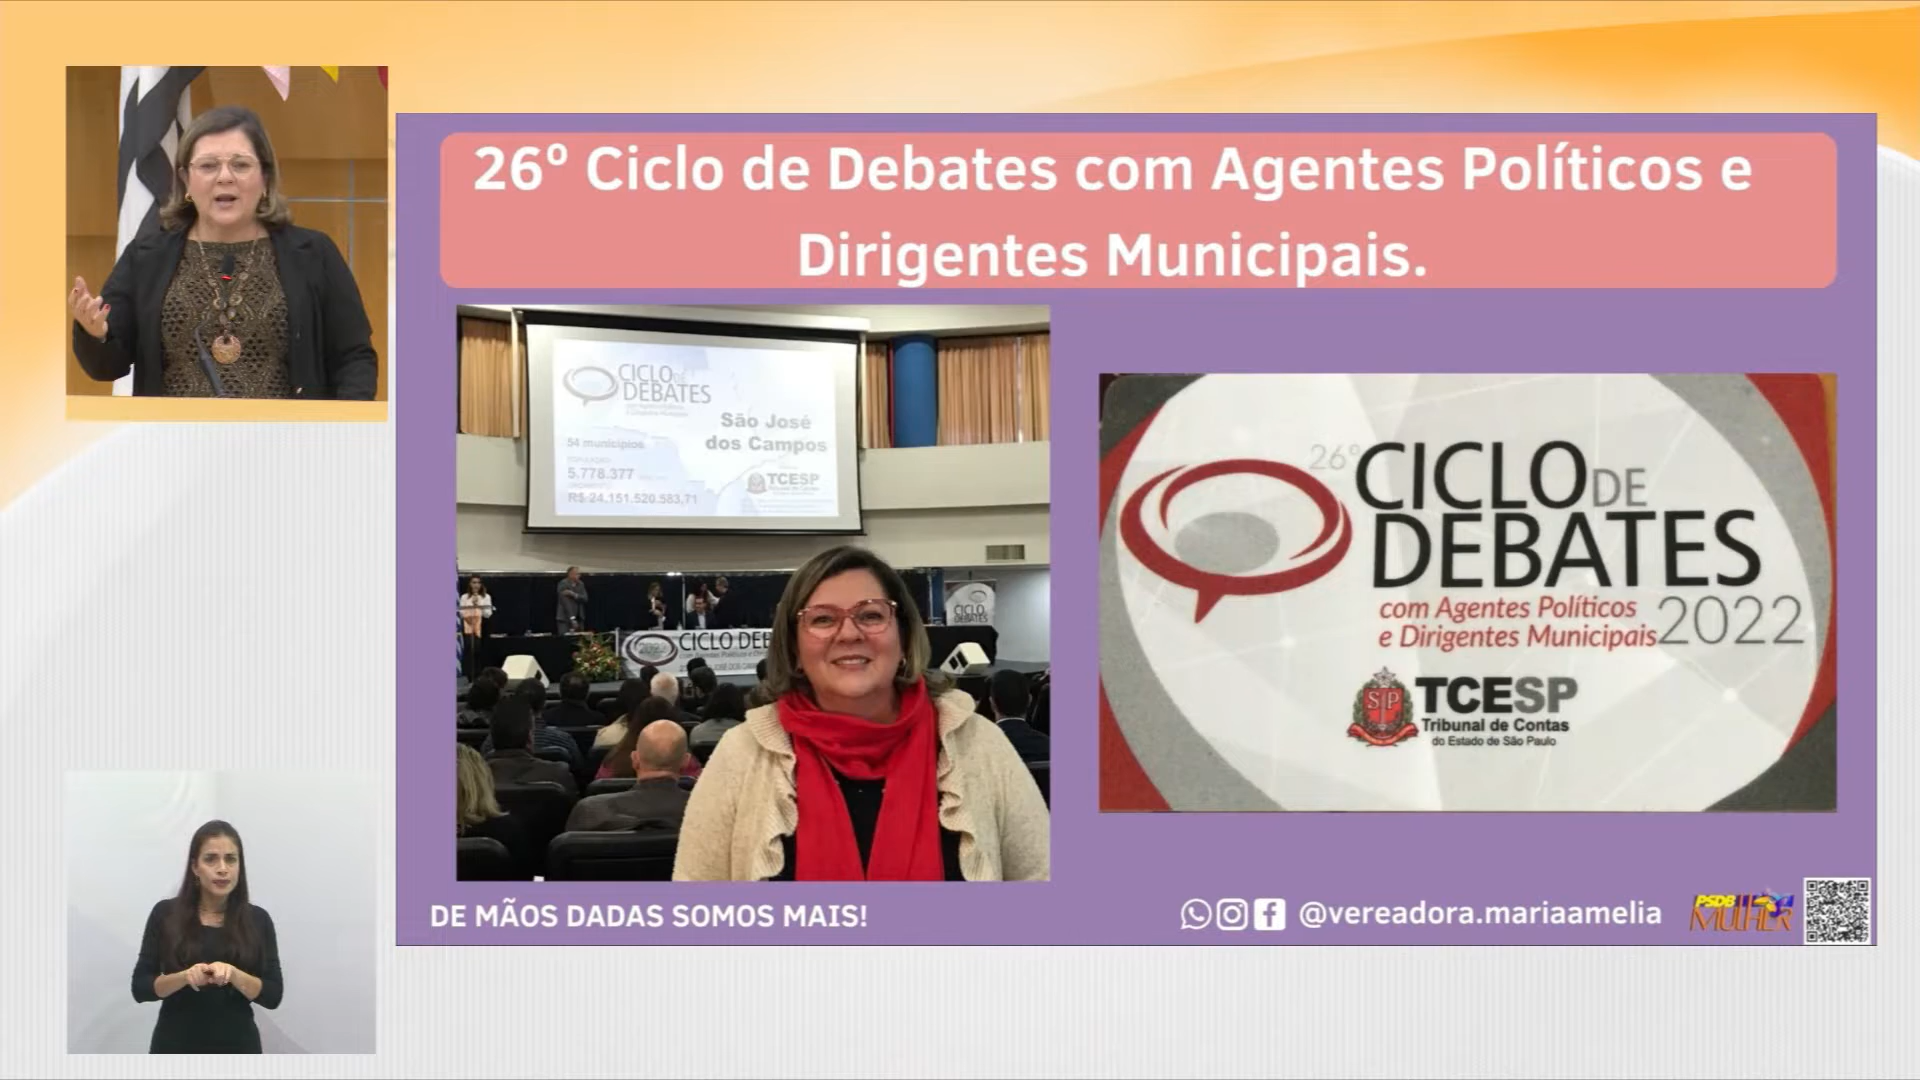 26º Ciclo de Debates com Agentes Políticos e
Dirigentes Municipais.
CICLO DE
DEBATES
São José
dos Campos
54 municípios
5.778.377
R$ 24.151.520.583,71
TCESP
CICLO DEB
CICLO
DEBATES
26º CICLO DE
DEBATES
com Agentes Políticos
e Dirigentes Municipais 2022
SP
TCESP
Tribunal de Contas
do Estado de São Paulo
DE MÃOS DADAS SOMOS MAIS!
@vereadora.mariaamelia
PSDB
MULHER